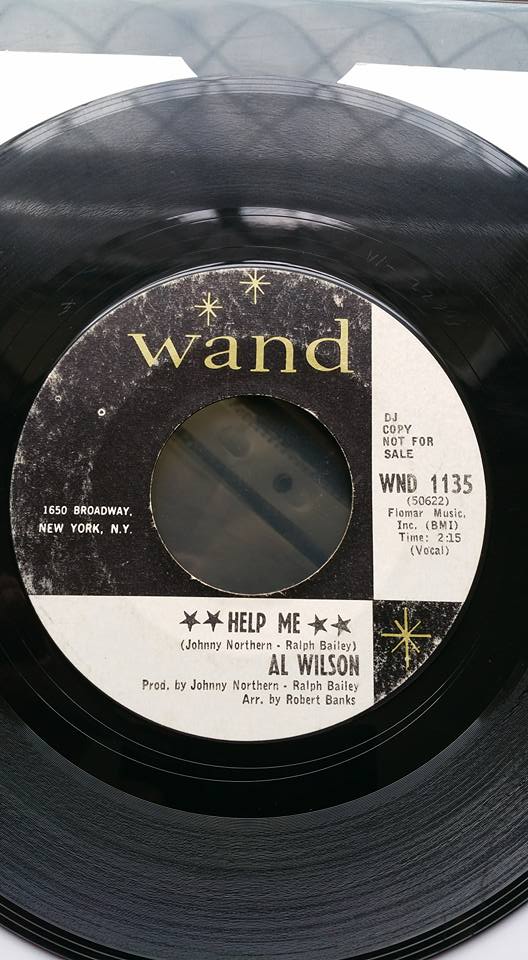 wand
DJ
COPY
NOT FOR
SALE
WND 1135
(50622)
Flomar Music,
Inc. (BMI)
Time: 2:15
(Vocal)
1650 BROADWAY,
NEW YORK, N.Y.
★★ HELP ME ★★
(Johnny Northern - Ralph Bailey)
AL WILSON
Prod. by Johnny Northern - Ralph Bailey
Arr. by Robert Banks